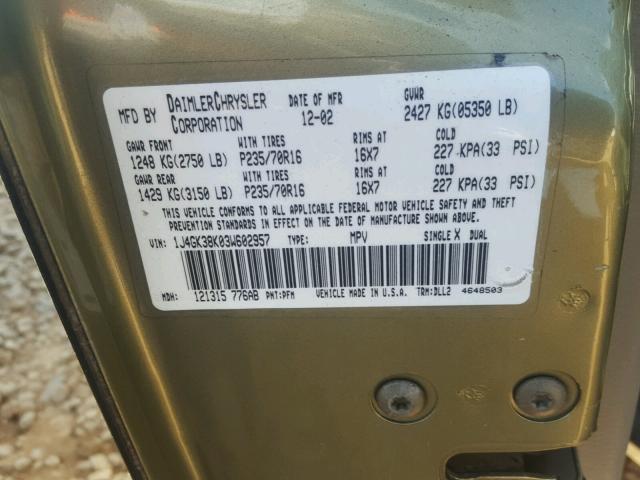 MFD BY DAIMLERCHRYSLER CORPORATION DATE OF MFR 12-02 GVWR 2427 KG(05350 LB)
GAWR FRONT WITH TIRES RIMS AT COLD
1248 KG(2750 LB) P235/70R16 16X7 227 KPA(33 PSI)
GAWR REAR WITH TIRES RIMS AT COLD
1429 KG(3150 LB) P235/70R16 16X7 227 KPA(33 PSI)
THIS VEHICLE CONFORMS TO ALL APPLICABLE FEDERAL MOTOR VEHICLE SAFETY AND THEFT
PREVENTION STANDARDS IN EFFECT ON THE DATE OF MANUFACTURE SHOWN ABOVE.
VIN: 1J4GK38K03W602957 TYPE: MPV SINGLE X DUAL
MDH: 121315 776AB PNT:PFM VEHICLE MADE IN U.S.A. TRM:DLL2 4648503